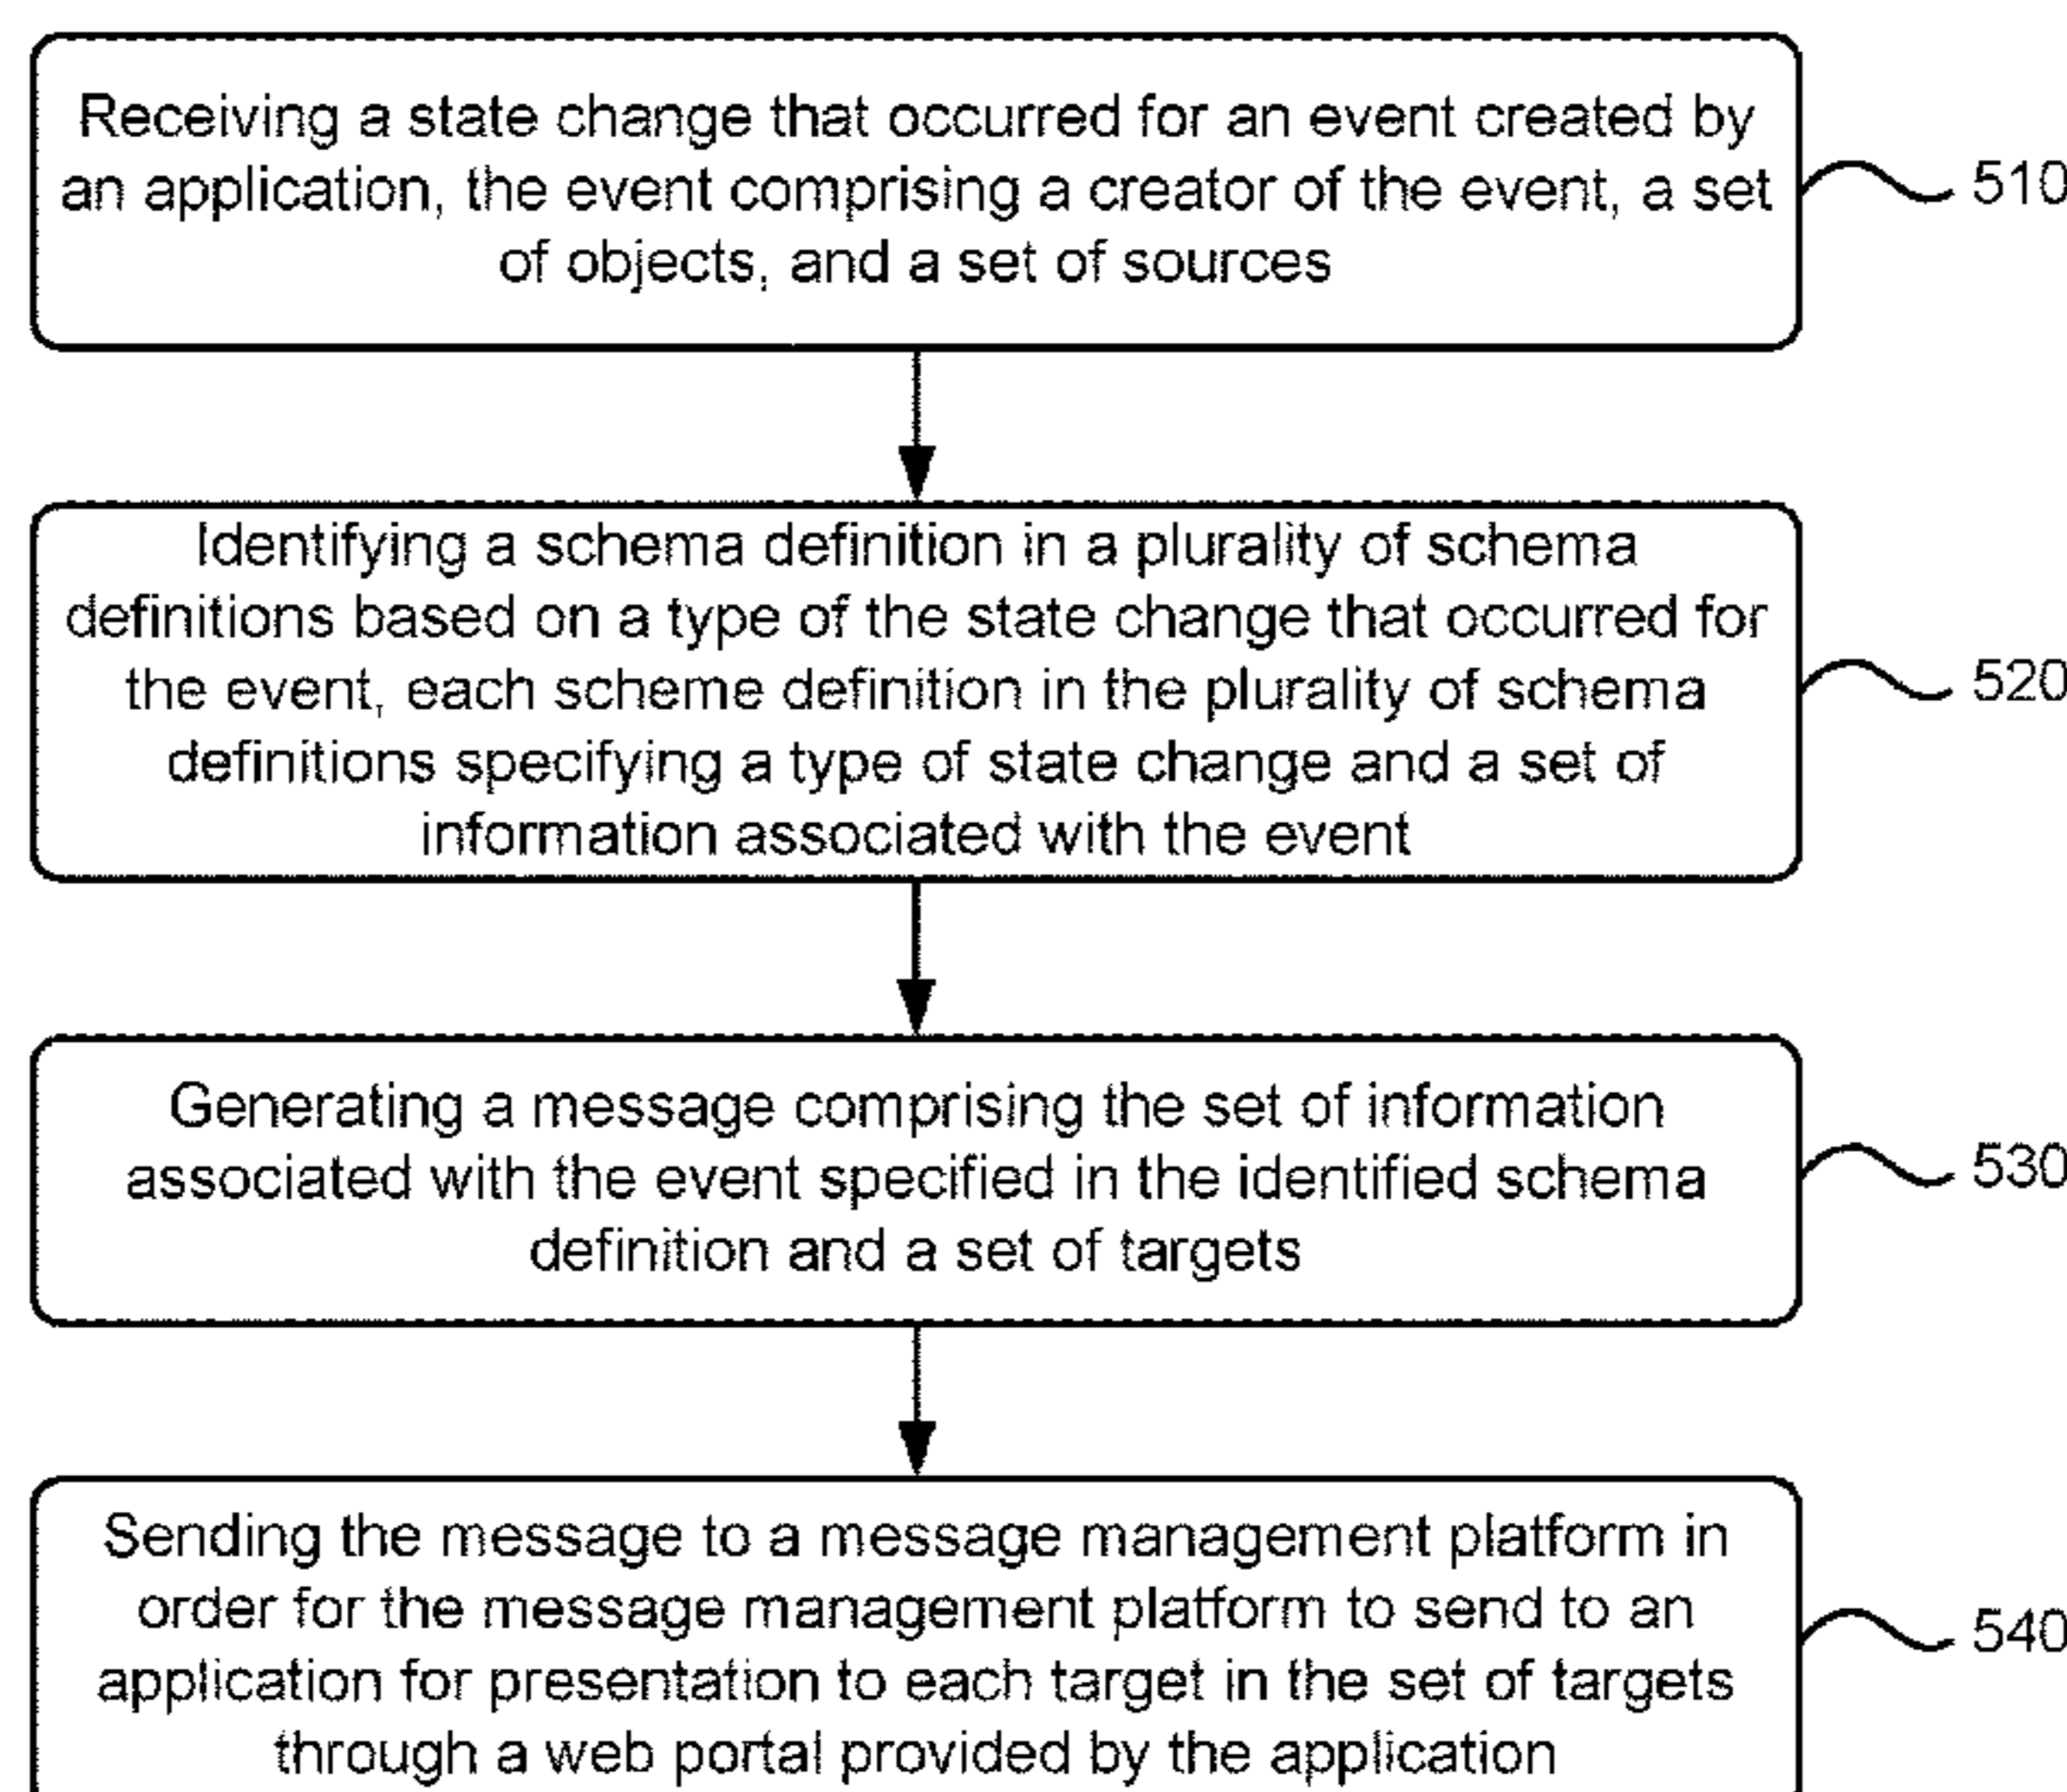 Receiving a state change that occurred for an event created by
an application, the event comprising a creator of the event, a set
of objects, and a set of sources
510
Identifying a schema definition in a plurality of schema
definitions based on a type of the state change that occurred for
the event, each scheme definition in the plurality of schema
definitions specifying a type of state change and a set of
information associated with the event
520
Generating a message comprising the set of information
associated with the event specified in the identified schema
definition and a set of targets
530
Sending the message to a message management platform in
order for the message management platform to send to an
application for presentation to each target in the set of targets
through a web portal provided by the application
540